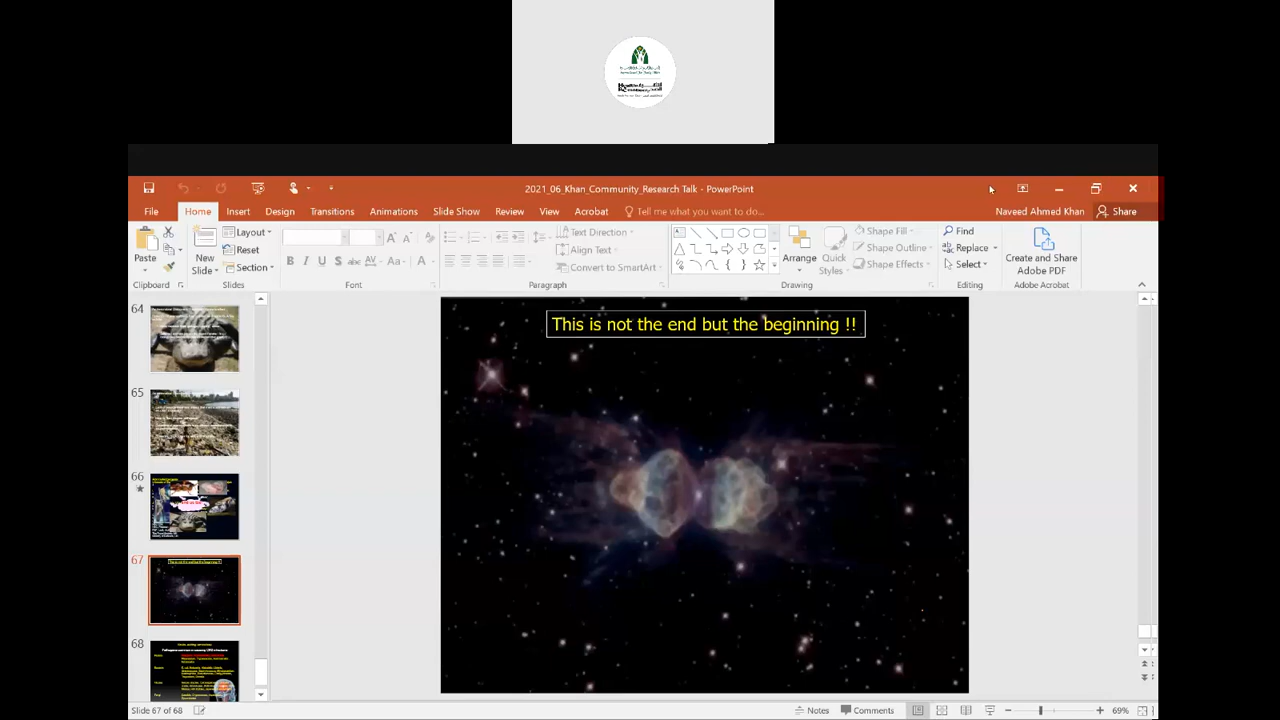 2021_06_Khan_Community_Research Talk - PowerPoint
File Home Insert Design Transitions Animations Slide Show Review View Acrobat Tell me what you want to do... Naveed Ahmed Khan Share
Paste
New
Slide
Layout
Reset
Section
B I U S abc AV Aa A
Text Direction
Align Text
Convert to SmartArt
Arrange
Quick
Styles
Shape Fill
Shape Outline
Shape Effects
Find
Replace
Select
Create and Share
Adobe PDF
Clipboard Slides Font Paragraph Drawing Editing Adobe Acrobat
64
65
66
67
68
This is not the end but the beginning !!
Slide 67 of 68
Notes Comments 69%